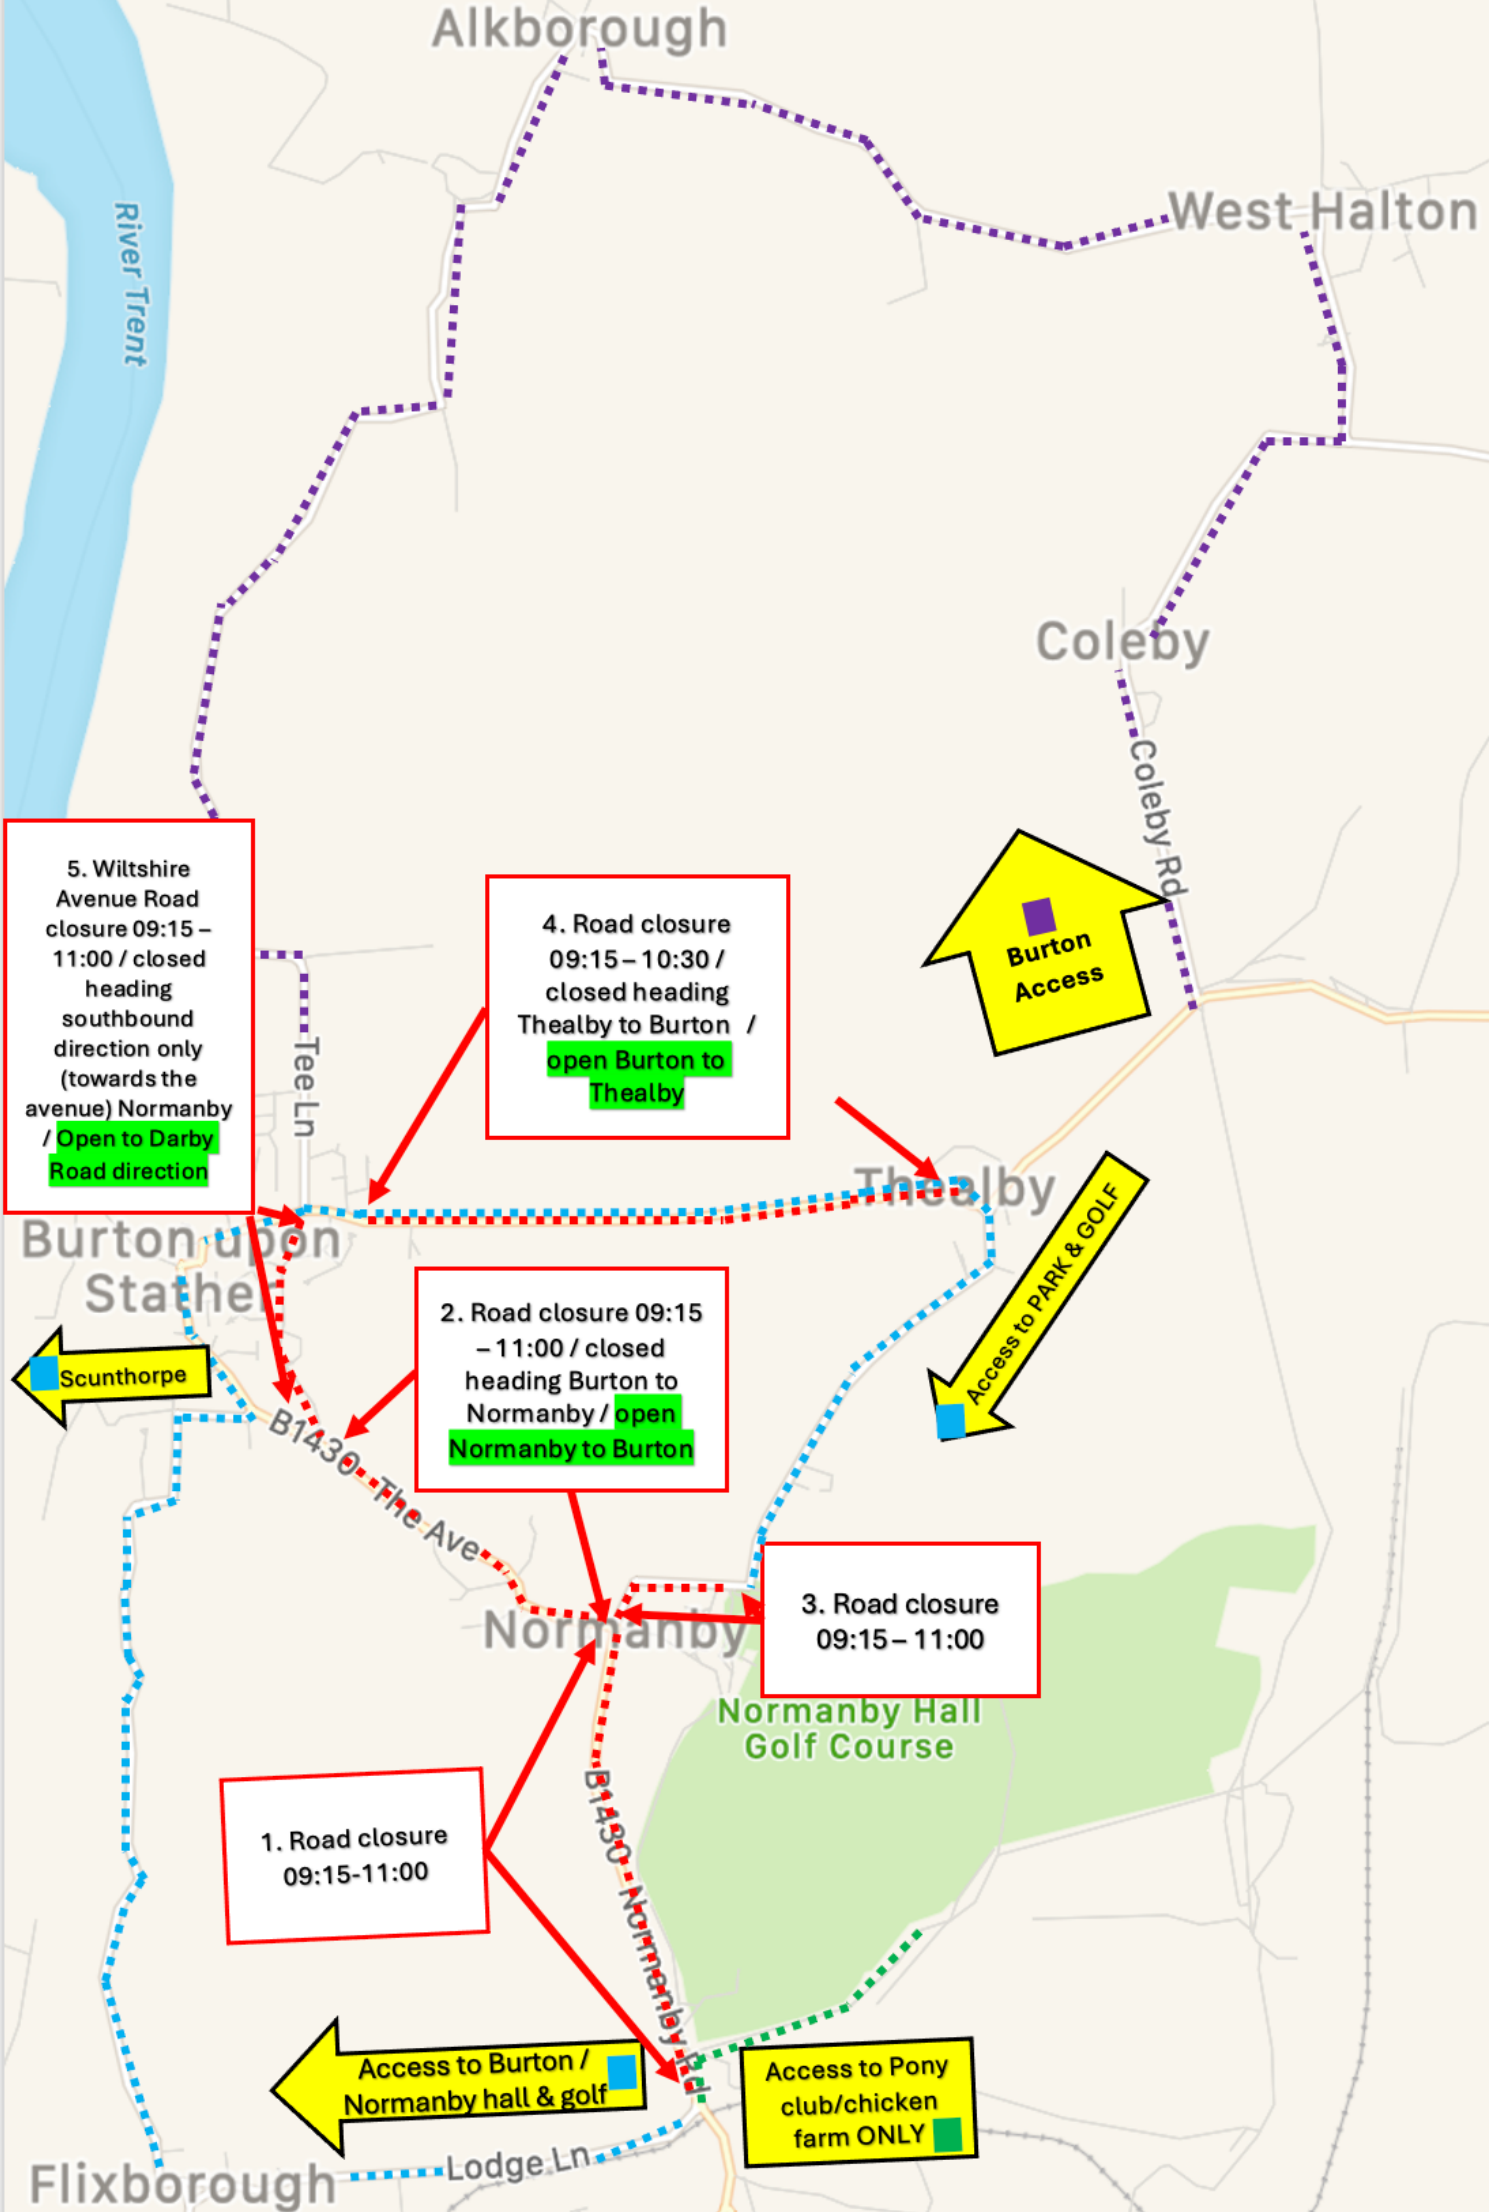 Alkborough
River Trent
West Halton
Coleby
Coleby Rd
5. Wiltshire
Avenue Road
closure 09:15 –
11:00 / closed
heading
southbound
direction only
(towards the
avenue) Normanby
/ Open to Darby
Road direction
4. Road closure
09:15 – 10:30 /
closed heading
Thealby to Burton /
open Burton to
Thealby
Burton
Access
Tee Ln
Thealby
Burton upon
Stather
Access to PARK & GOLF
2. Road closure 09:15
– 11:00 / closed
heading Burton to
Normanby / open
Normanby to Burton
Scunthorpe
B1430
The Ave
Normanby
3. Road closure
09:15 – 11:00
Normanby Hall
Golf Course
1. Road closure
09:15-11:00
B1430
Normanby Rd
Access to Burton /
Normanby hall & golf
Access to Pony
club/chicken
farm ONLY
Lodge Ln
Flixborough